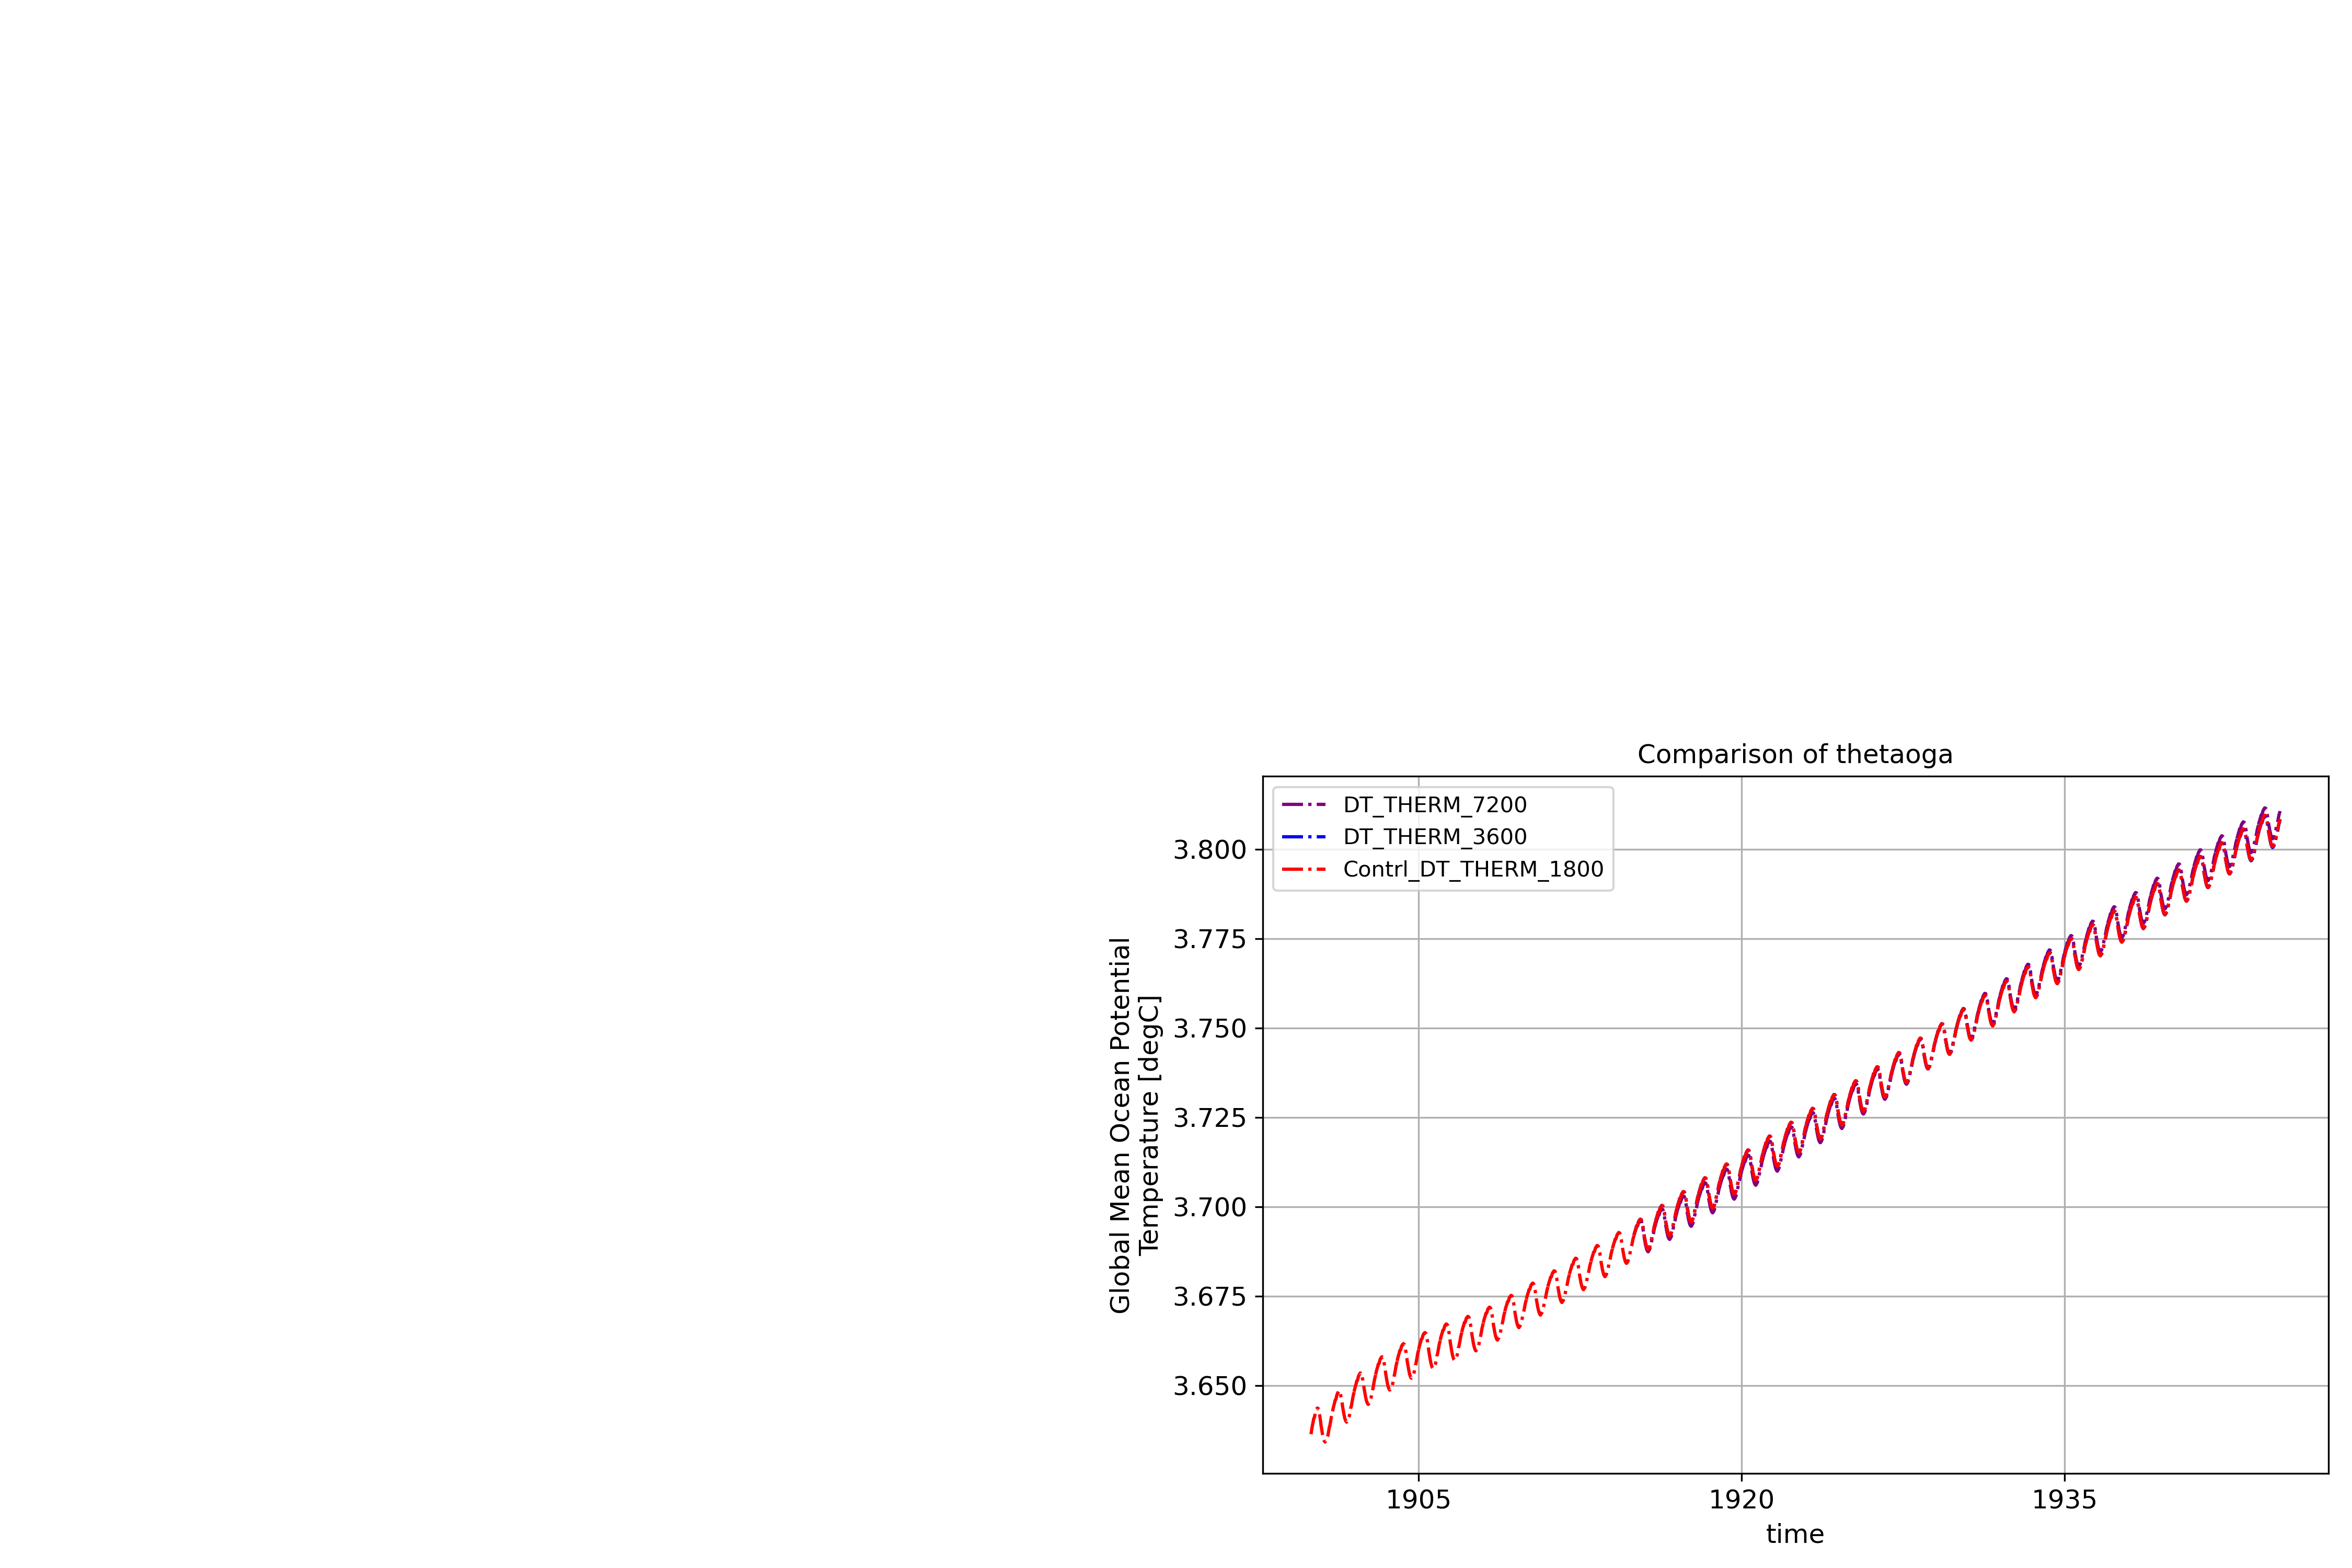 Comparison of thetaoga
DT_THERM_7200
DT_THERM_3600
Contrl_DT_THERM_1800
Global Mean Ocean Potential
Temperature [degC]
3.800
3.775
3.750
3.725
3.700
3.675
3.650
1905
1920
1935
time